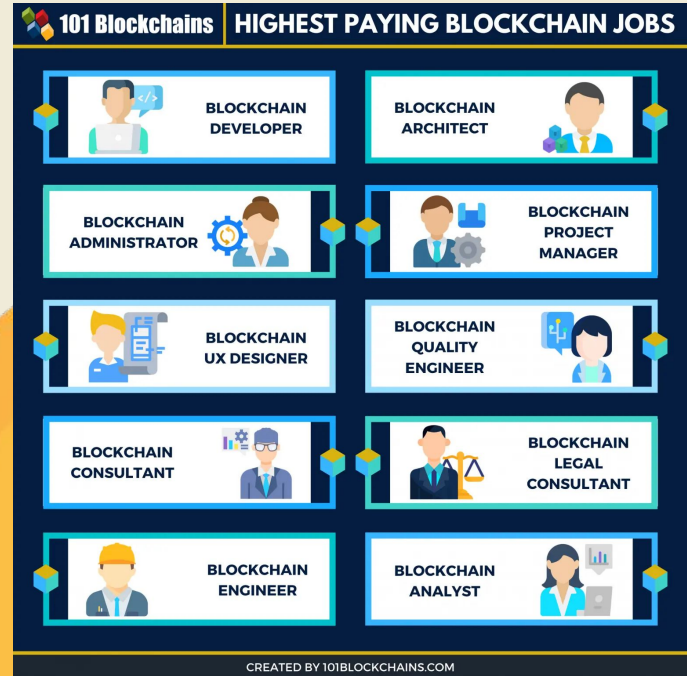 101 Blockchains
HIGHEST PAYING BLOCKCHAIN JOBS
BLOCKCHAIN
DEVELOPER
BLOCKCHAIN
ARCHITECT
BLOCKCHAIN
ADMINISTRATOR
BLOCKCHAIN
PROJECT
MANAGER
BLOCKCHAIN
UX DESIGNER
BLOCKCHAIN
QUALITY
ENGINEER
BLOCKCHAIN
CONSULTANT
BLOCKCHAIN
LEGAL
CONSULTANT
BLOCKCHAIN
ENGINEER
BLOCKCHAIN
ANALYST
CREATED BY 101BLOCKCHAINS.COM